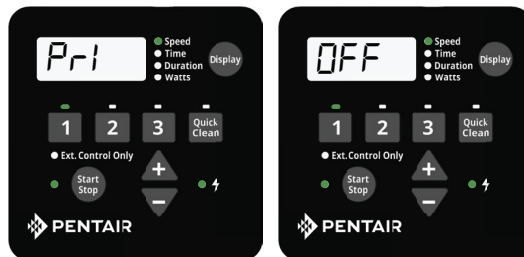 Pr1
Speed
Time
Duration
Watts
Display
1
2
3
Quick
Clean
Ext. Control Only
Start
Stop
+
−
PENTAIR
OFF
Speed
Time
Duration
Watts
Display
1
2
3
Quick
Clean
Ext. Control Only
Start
Stop
+
−
PENTAIR